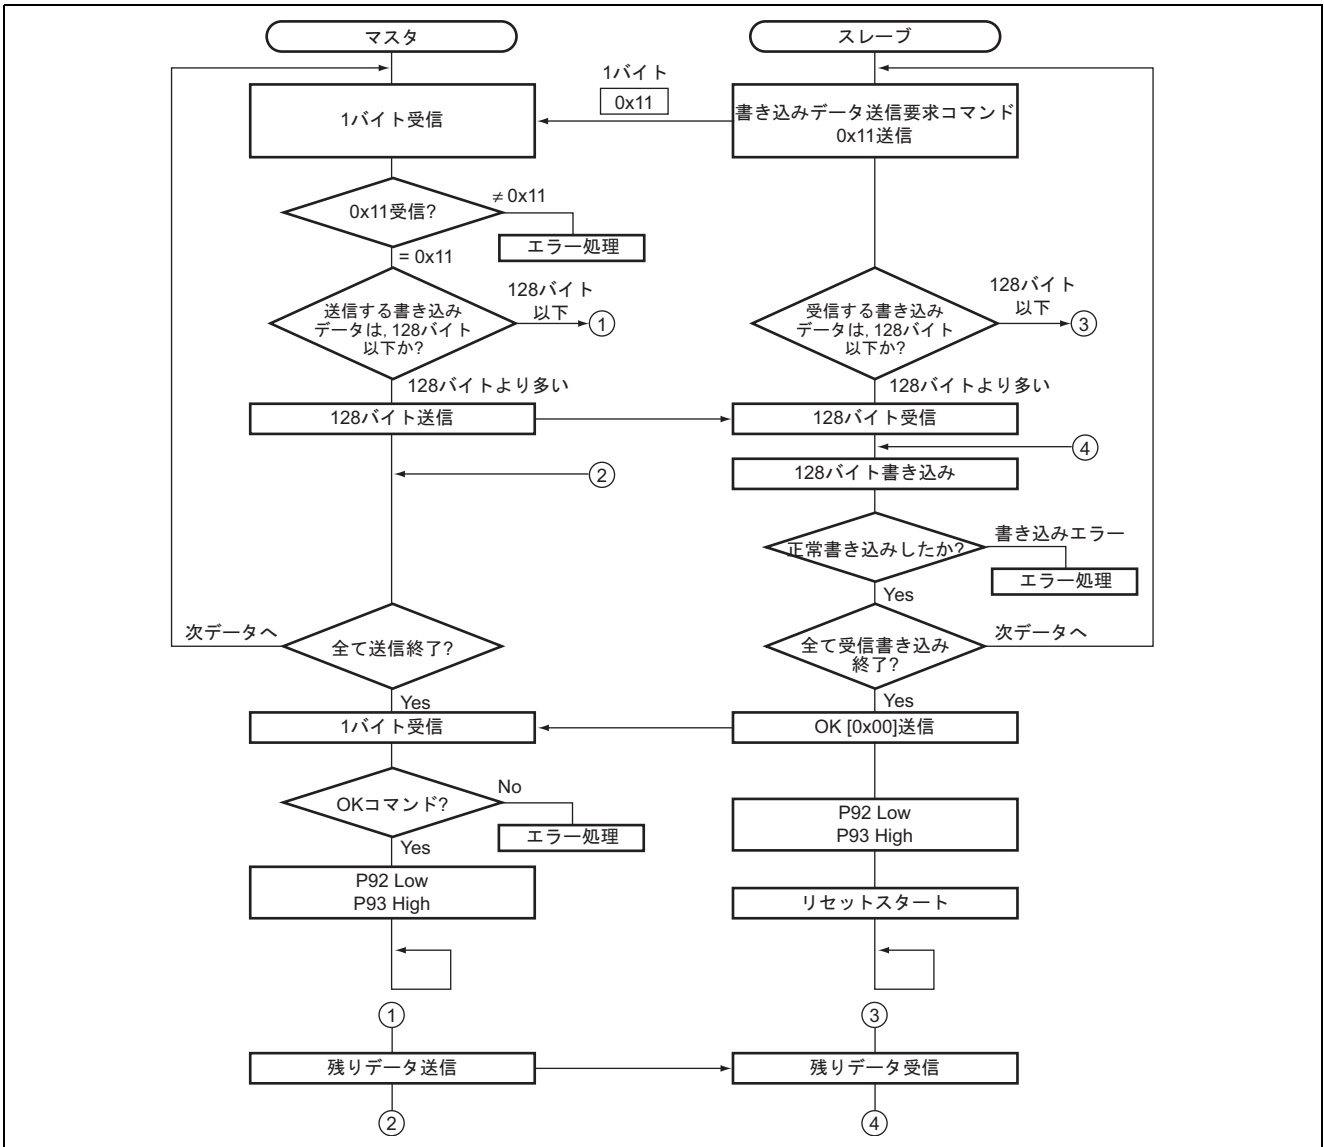 マスタ
スレーブ
1バイト
0x11
1バイト受信
書き込みデータ送信要求コマンド
0x11送信
0x11受信?
≠ 0x11
エラー処理
= 0x11
送信する書き込み
データは, 128バイト
以下か?
128バイト
以下
1
受信する書き込み
データは, 128バイト
以下か?
128バイト
以下
3
128バイトより多い
128バイトより多い
128バイト送信
128バイト受信
4
2
128バイト書き込み
正常書き込みしたか?
書き込みエラー
エラー処理
Yes
次データへ
全て送信終了?
全て受信書き込み
終了?
次データへ
Yes
Yes
1バイト受信
OK [0x00]送信
OKコマンド?
No
エラー処理
Yes
P92 Low
P93 High
P92 Low
P93 High
リセットスタート
1
3
残りデータ送信
残りデータ受信
2
4